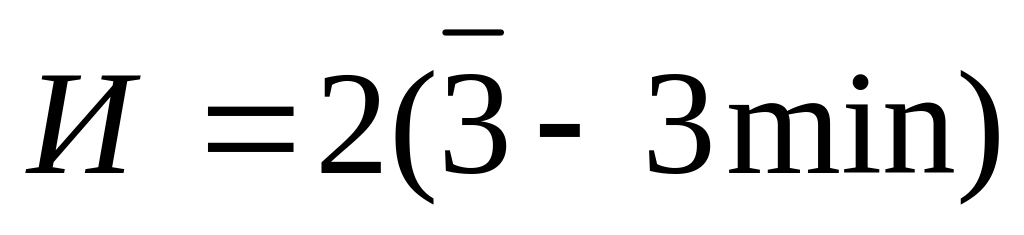 И = 2(3̅ - 3min)